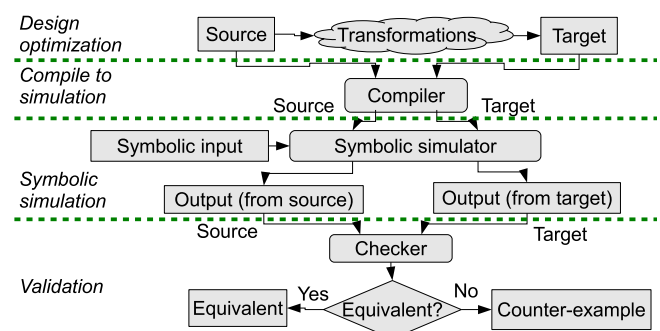 Design optimization
Source
Transformations
Target
Compile to simulation
Compiler
Source
Target
Symbolic input
Symbolic simulator
Symbolic simulation
Output (from source)
Output (from target)
Source
Target
Checker
Validation
Equivalent
Yes
Equivalent?
No
Counter-example